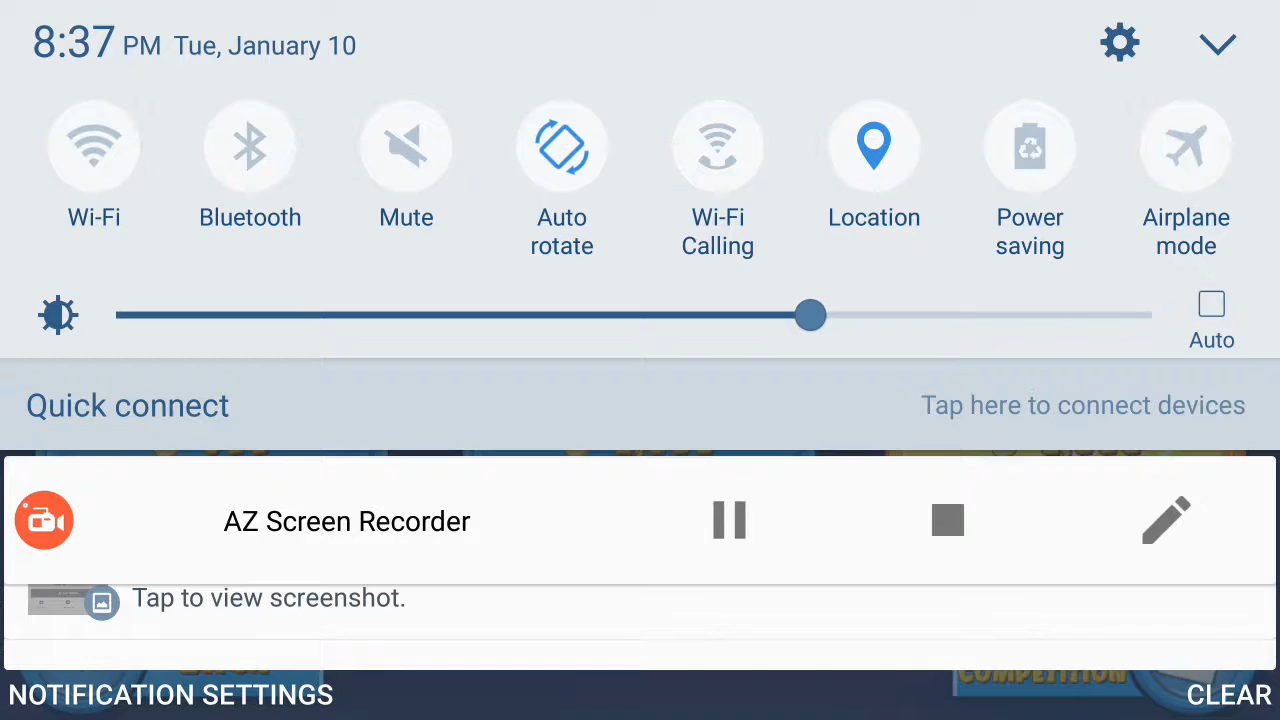 8:37 PM Tue, January 10
Wi-Fi
Bluetooth
Mute
Auto
rotate
Wi-Fi
Calling
Location
Power
saving
Airplane
mode
Auto
Quick connect
Tap here to connect devices
AZ Screen Recorder
Tap to view screenshot.
COMPETITION
NOTIFICATION SETTINGS
CLEAR